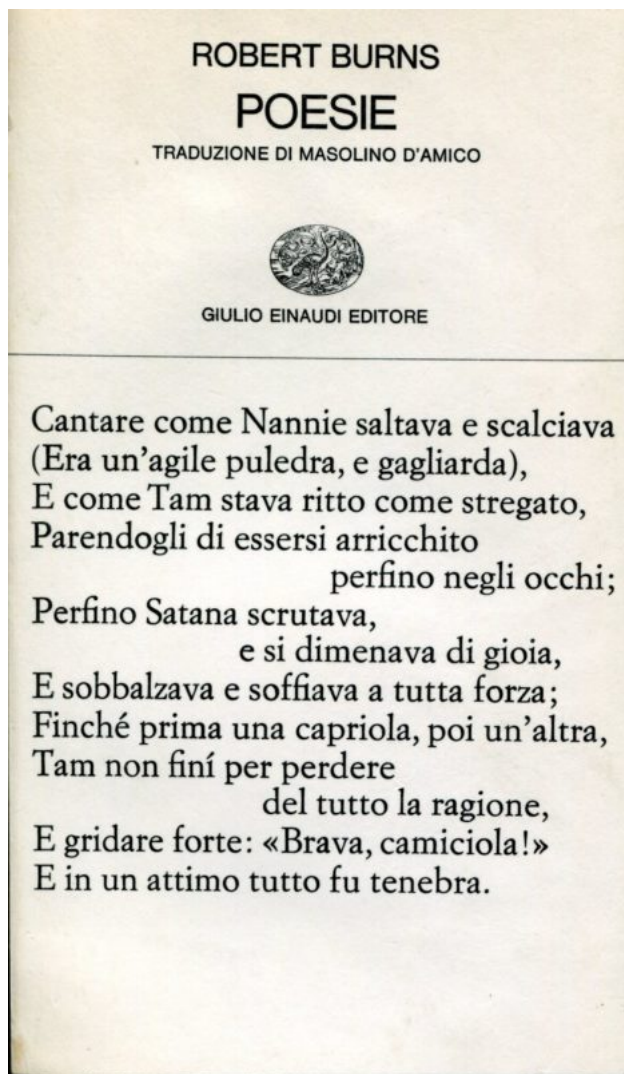 ROBERT BURNS
POESIE
TRADUZIONE DI MASOLINO D'AMICO
GIULIO EINAUDI EDITORE
Cantare come Nannie saltava e scalciava
(Era un'agile puledra, e gagliarda),
E come Tam stava ritto come stregato,
Parendogli di essersi arricchito
perfino negli occhi;
Perfino Satana scrutava,
e si dimenava di gioia,
E sobbalzava e soffiava a tutta forza;
Finché prima una capriola, poi un'altra,
Tam non finí per perdere
del tutto la ragione,
E gridare forte: «Brava, camiciola!»
E in un attimo tutto fu tenebra.